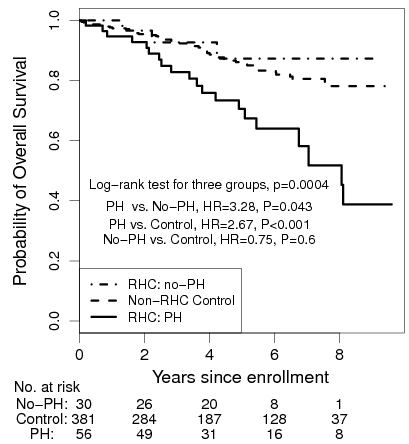 Probability of Overall Survival
1.0
0.8
0.6
0.4
0.2
0.0
Log−rank test for three groups, p=0.0004
PH vs. No−PH, HR=3.28, P=0.043
PH vs. Control, HR=2.67, P<0.001
No−PH vs. Control, HR=0.75, P=0.6
RHC: no−PH
Non−RHC Control
RHC: PH
0 2 4 6 8
Years since enrollment
No. at risk
No−PH: 30 26 20 8 1
Control: 381 284 187 128 37
PH: 56 49 31 16 8